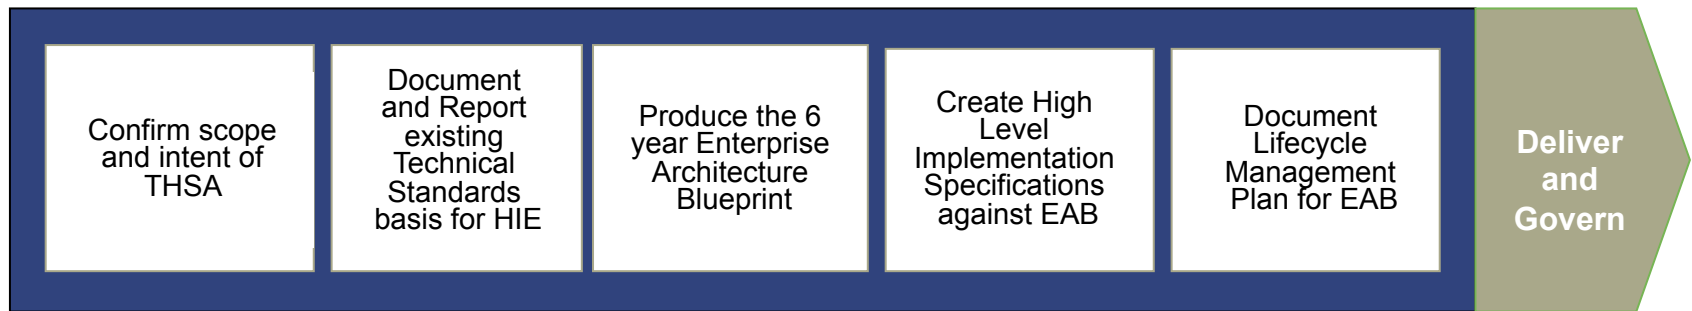 Confirm scope
and intent of
THSA
Document
and Report
existing
Technical
Standards
basis for HIE
Produce the 6
year Enterprise
Architecture
Blueprint
Create High
Level
Implementation
Specifications
against EAB
Document
Lifecycle
Management
Plan for EAB
Deliver
and
Govern